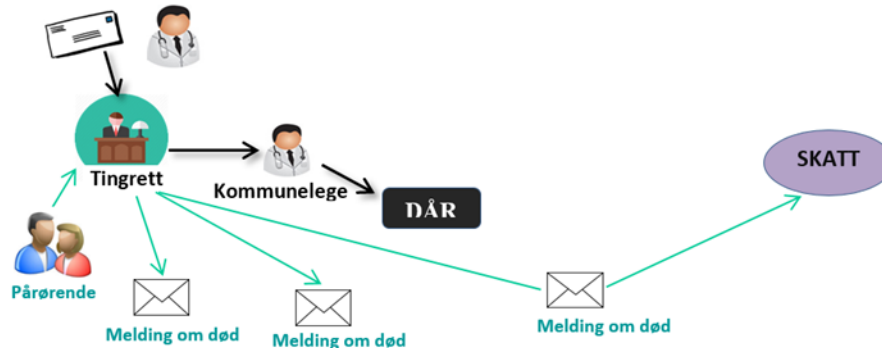 Tingrett
Kommunelege
DÅR
SKATT
Pårørende
Melding om død
Melding om død
Melding om død